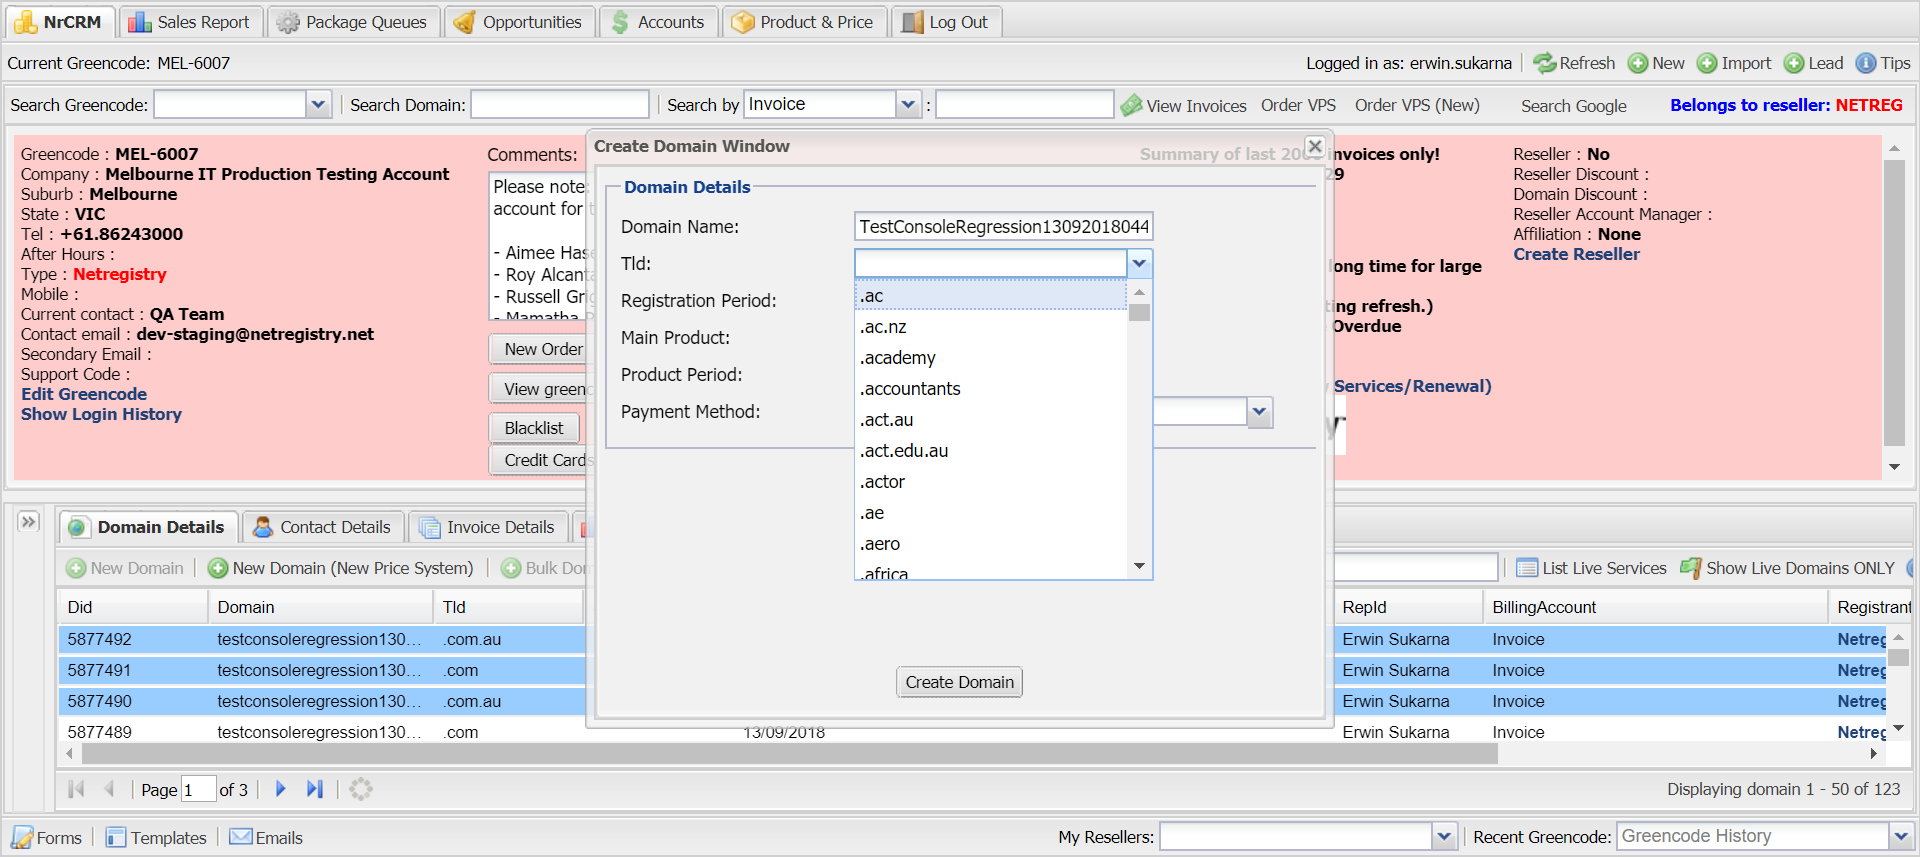 NrCRM Sales Report Package Queues Opportunities Accounts Product & Price Log Out
Current Greencode: MEL-6007 Logged in as: erwin.sukarna Refresh New Import Lead Tips
Search Greencode: Search Domain: Search by Invoice : View Invoices Order VPS Order VPS (New) Search Google Belongs to reseller: NETREG
Greencode : MEL-6007
Company : Melbourne IT Production Testing Account
Suburb : Melbourne
State : VIC
Tel : +61.86243000
After Hours :
Type : Netregistry
Mobile :
Current contact : QA Team
Contact email : dev-staging@netregistry.net
Secondary Email :
Support Code :
Edit Greencode
Show Login History
Comments:
Please note:
account for
- Aimee
- Roy
- Russell
- Mamatha
New Order
View
Blacklist
Credit Cards
Create Domain Window
Summary of last invoices only!
long time for large
refresh.)
Overdue
Services/Renewal)
Domain Details
Domain Name: TestConsoleRegression13092018044
Tld:
Registration Period:
Main Product:
Product Period:
Payment Method:
.ac
.ac.nz
.academy
.accountants
.act.au
.act.edu.au
.actor
.ae
.aero
.africa
Create Domain
Reseller : No
Reseller Discount :
Domain Discount :
Reseller Account Manager :
Affiliation : None
Create Reseller
Domain Details Contact Details Invoice Details
New Domain New Domain (New Price System) Bulk List Live Services Show Live Domains ONLY
Did Domain Tld RepId BillingAccount Registrant
5877492 testconsoleregression130... .com.au Erwin Sukarna Invoice Netreg
5877491 testconsoleregression130... .com Erwin Sukarna Invoice Netreg
5877490 testconsoleregression130... .com.au Erwin Sukarna Invoice Netreg
5877489 testconsoleregression130... .com 13/09/2018 Erwin Sukarna Invoice Netreg
Page 1 of 3 Displaying domain 1 - 50 of 123
Forms Templates Emails My Resellers: Recent Greencode: Greencode History